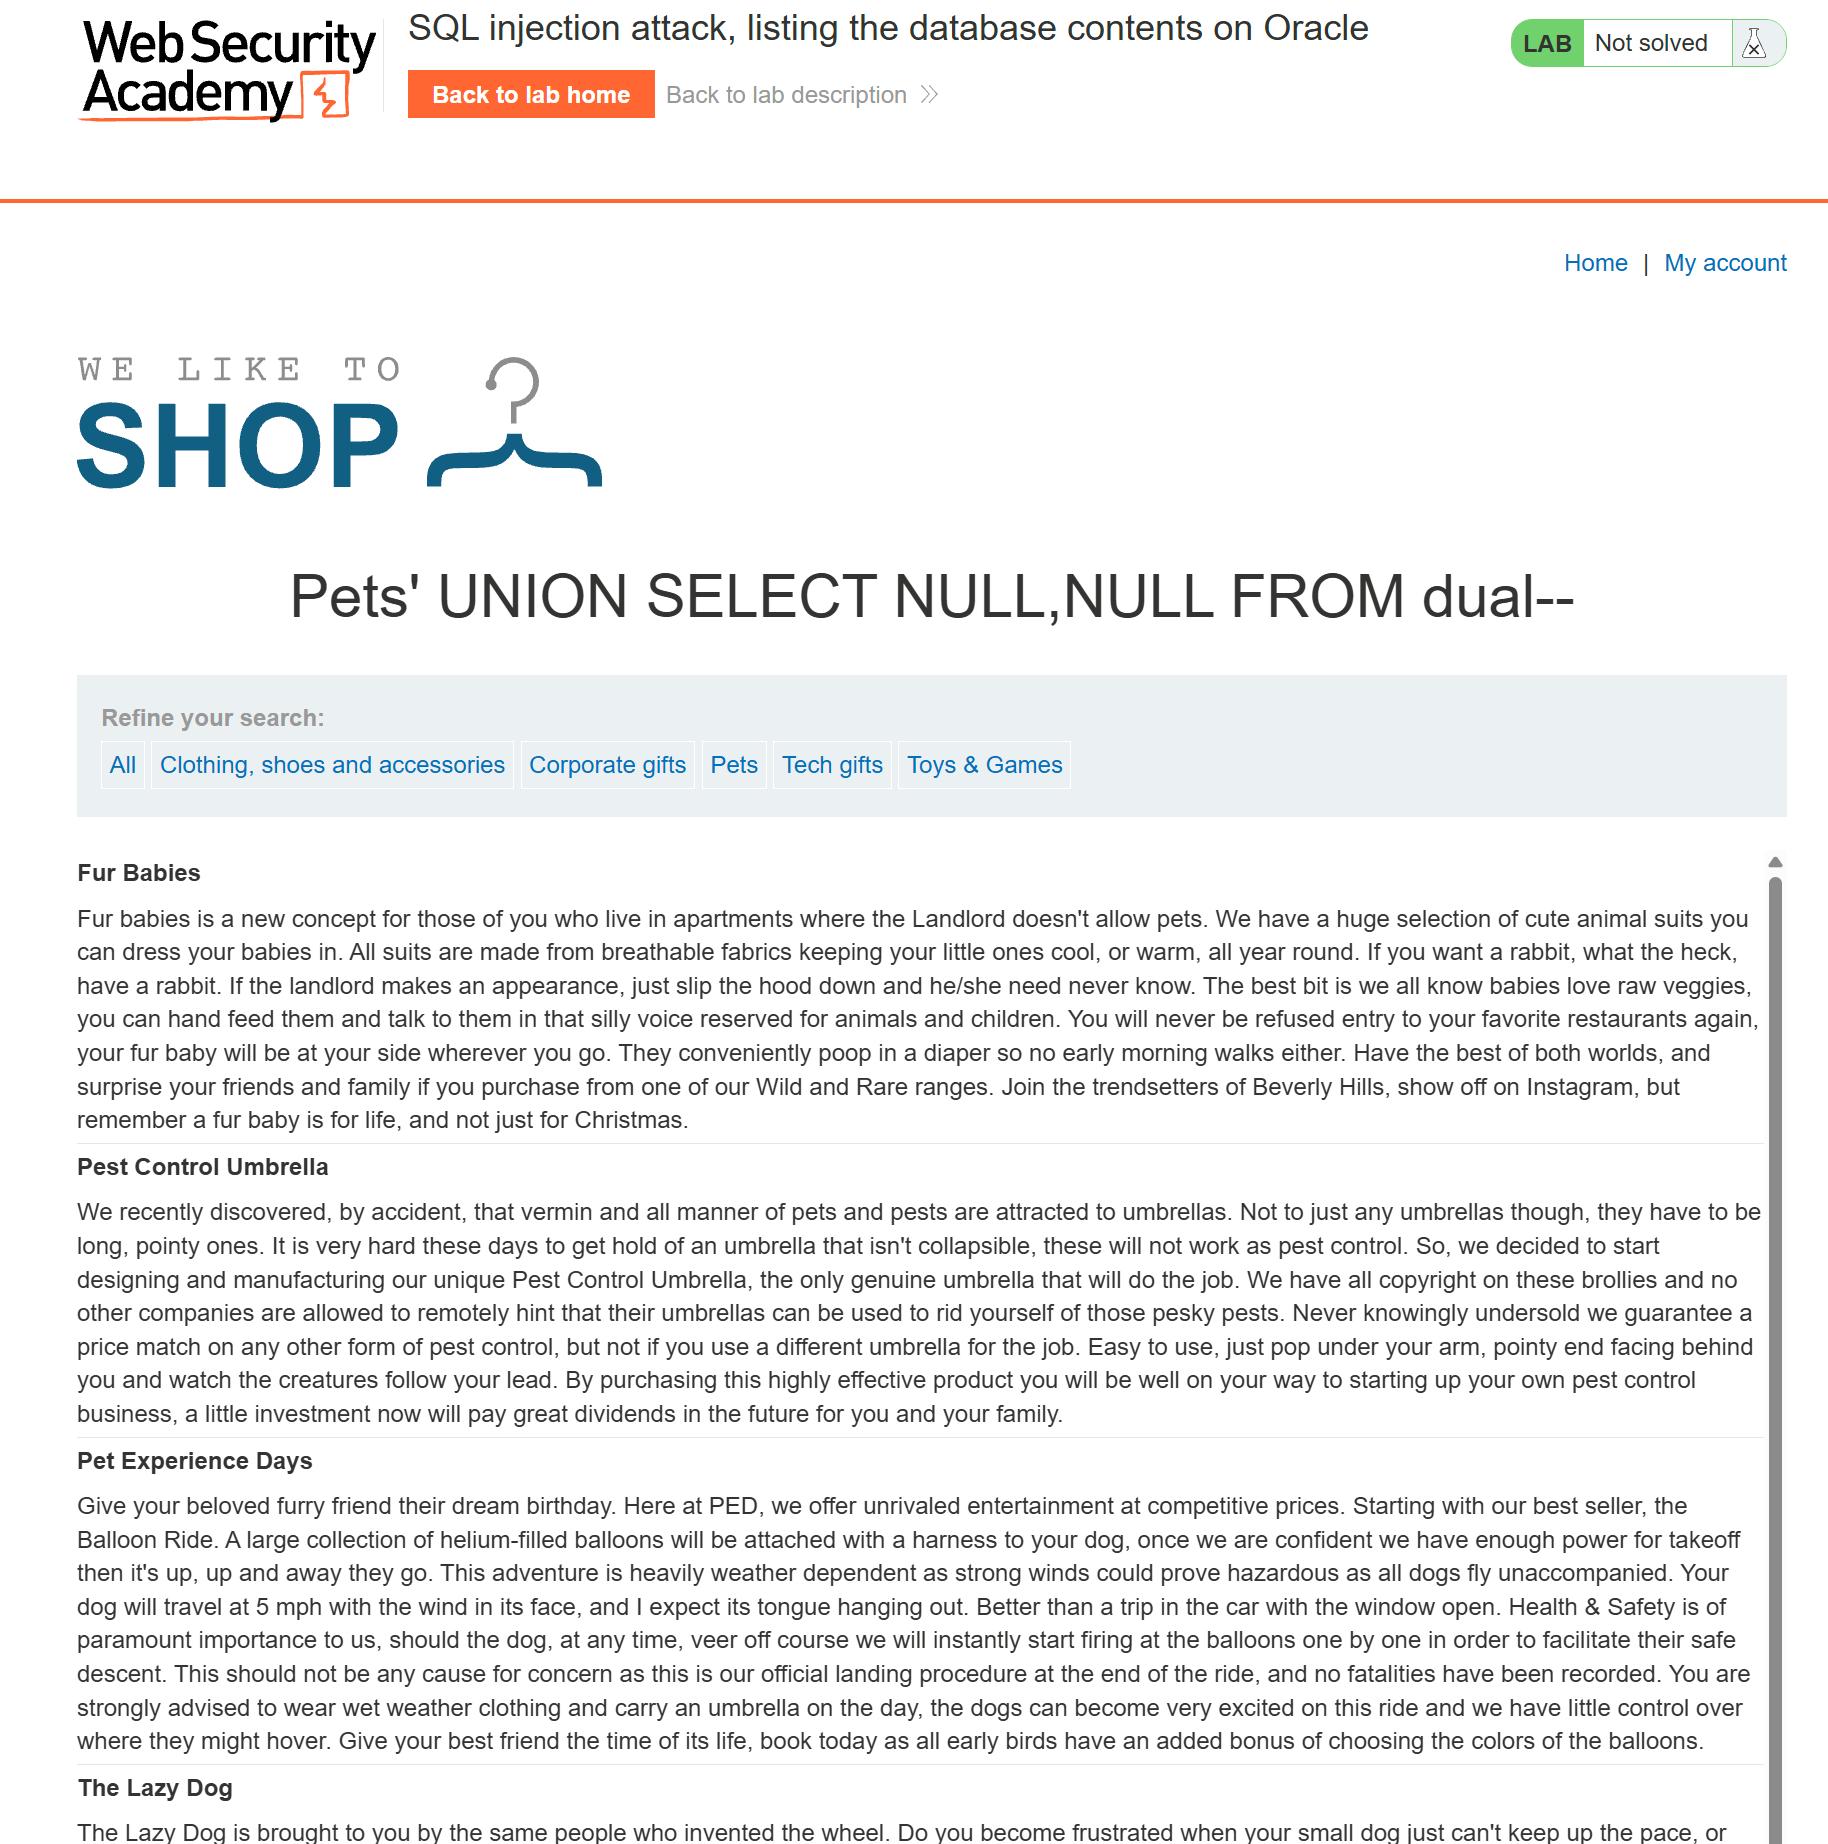 SQL injection attack, listing the database contents on Oracle
Web Security
Academy
Back to lab home
Back to lab description
LAB
Not solved
Home | My account
WE LIKE TO
SHOP
Pets' UNION SELECT NULL,NULL FROM dual--
Refine your search:
All
Clothing, shoes and accessories
Corporate gifts
Pets
Tech gifts
Toys & Games
Fur Babies
Fur babies is a new concept for those of you who live in apartments where the Landlord doesn't allow pets. We have a huge selection of cute animal suits you
can dress your babies in. All suits are made from breathable fabrics keeping your little ones cool, or warm, all year round. If you want a rabbit, what the heck,
have a rabbit. If the landlord makes an appearance, just slip the hood down and he/she need never know. The best bit is we all know babies love raw veggies,
you can hand feed them and talk to them in that silly voice reserved for animals and children. You will never be refused entry to your favorite restaurants again,
your fur baby will be at your side wherever you go. They conveniently poop in a diaper so no early morning walks either. Have the best of both worlds, and
surprise your friends and family if you purchase from one of our Wild and Rare ranges. Join the trendsetters of Beverly Hills, show off on Instagram, but
remember a fur baby is for life, and not just for Christmas.
Pest Control Umbrella
We recently discovered, by accident, that vermin and all manner of pets and pests are attracted to umbrellas. Not to just any umbrellas though, they have to be
long, pointy ones. It is very hard these days to get hold of an umbrella that isn't collapsible, these will not work as pest control. So, we decided to start
designing and manufacturing our unique Pest Control Umbrella, the only genuine umbrella that will do the job. We have all copyright on these brollies and no
other companies are allowed to remotely hint that their umbrellas can be used to rid yourself of those pesky pests. Never knowingly undersold we guarantee a
price match on any other form of pest control, but not if you use a different umbrella for the job. Easy to use, just pop under your arm, pointy end facing behind
you and watch the creatures follow your lead. By purchasing this highly effective product you will be well on your way to starting up your own pest control
business, a little investment now will pay great dividends in the future for you and your family.
Pet Experience Days
Give your beloved furry friend their dream birthday. Here at PED, we offer unrivaled entertainment at competitive prices. Starting with our best seller, the
Balloon Ride. A large collection of helium-filled balloons will be attached with a harness to your dog, once we are confident we have enough power for takeoff
then it's up, up and away they go. This adventure is heavily weather dependent as strong winds could prove hazardous as all dogs fly unaccompanied. Your
dog will travel at 5 mph with the wind in its face, and I expect its tongue hanging out. Better than a trip in the car with the window open. Health & Safety is of
paramount importance to us, should the dog, at any time, veer off course we will instantly start firing at the balloons one by one in order to facilitate their safe
descent. This should not be any cause for concern as this is our official landing procedure at the end of the ride, and no fatalities have been recorded. You are
strongly advised to wear wet weather clothing and carry an umbrella on the day, the dogs can become very excited on this ride and we have little control over
where they might hover. Give your best friend the time of its life, book today as all early birds have an added bonus of choosing the colors of the balloons.
The Lazy Dog
The Lazy Dog is brought to you by the same people who invented the wheel. Do you become frustrated when your small dog just can't keep up the pace, or